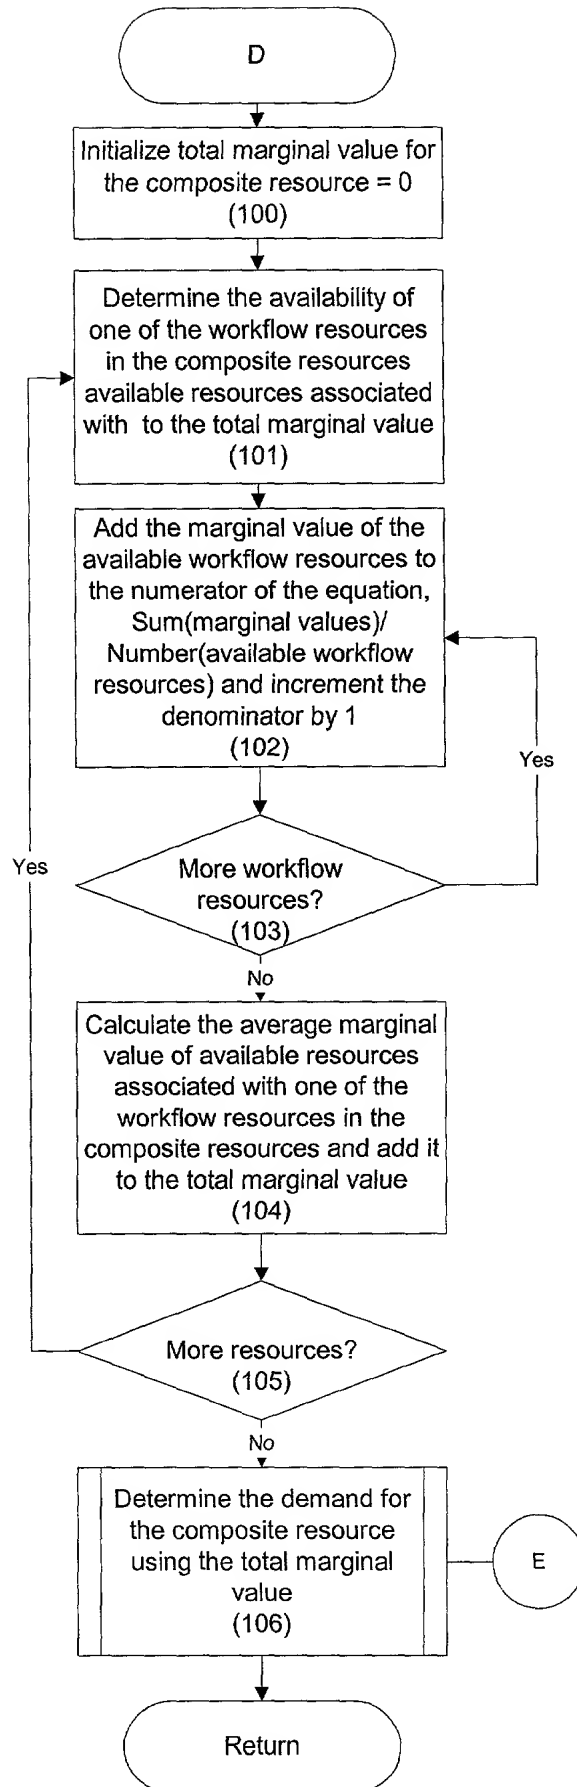 D
Initialize total marginal value for
the composite resource = 0
(100)
Determine the availability of
one of the workflow resources
in the composite resources
available resources associated
with to the total marginal value
(101)
Add the marginal value of the
available workflow resources to
the numerator of the equation,
Sum(marginal values)/
Number(available workflow
resources) and increment the
denominator by 1
(102)
Yes
Yes
More workflow
resources?
(103)
No
Calculate the average marginal
value of available resources
associated with one of the
workflow resources in the
composite resources and add it
to the total marginal value
(104)
More resources?
(105)
No
Determine the demand for
the composite resource
using the total marginal
value
(106)
E
Return